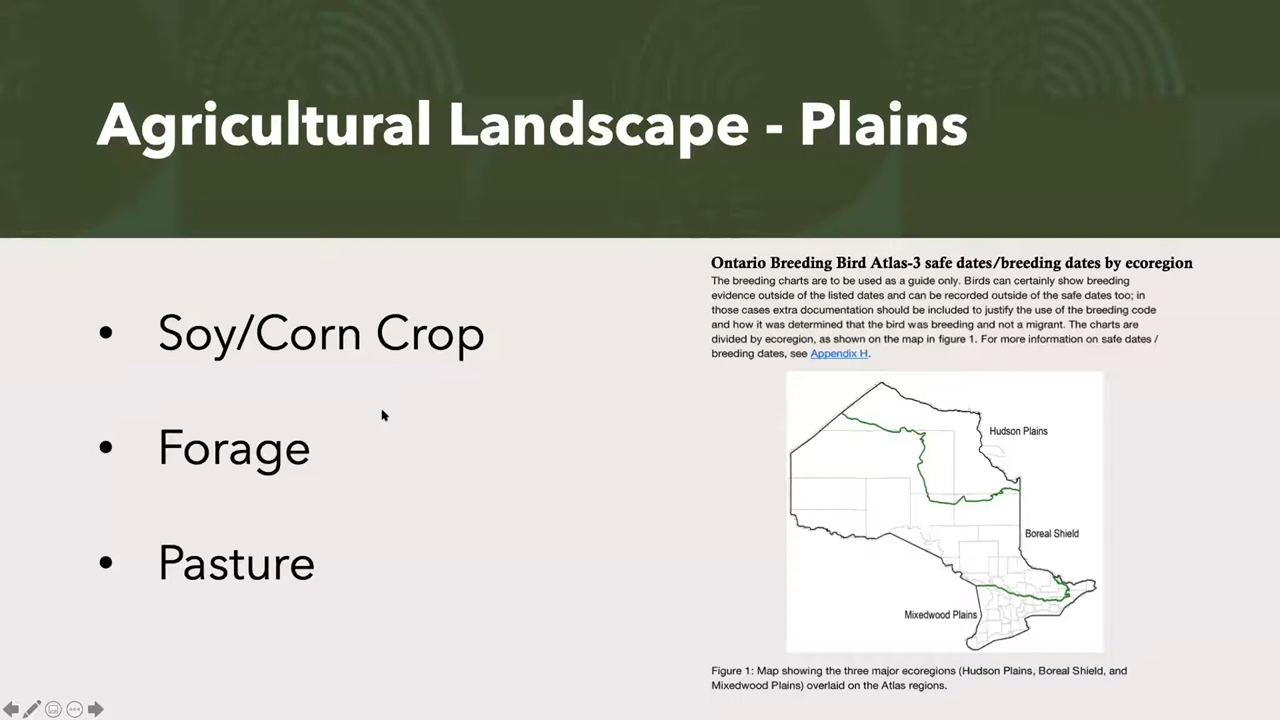 Agricultural Landscape - Plains
• Soy/Corn Crop
• Forage
• Pasture
Ontario Breeding Bird Atlas-3 safe dates/breeding dates by ecoregion
The breeding charts are to be used as a guide only. Birds can certainly show breeding
evidence outside of the listed dates and can be recorded outside of the safe dates too; in
those cases extra documentation should be included to justify the use of the breeding code
and how it was determined that the bird was breeding and not a migrant. The charts are
divided by ecoregion, as shown on the map in figure 1. For more information on safe dates /
breeding dates, see Appendix H.
Hudson Plains
Boreal Shield
Mixedwood Plains
Figure 1: Map showing the three major ecoregions (Hudson Plains, Boreal Shield, and
Mixedwood Plains) overlaid on the Atlas regions.